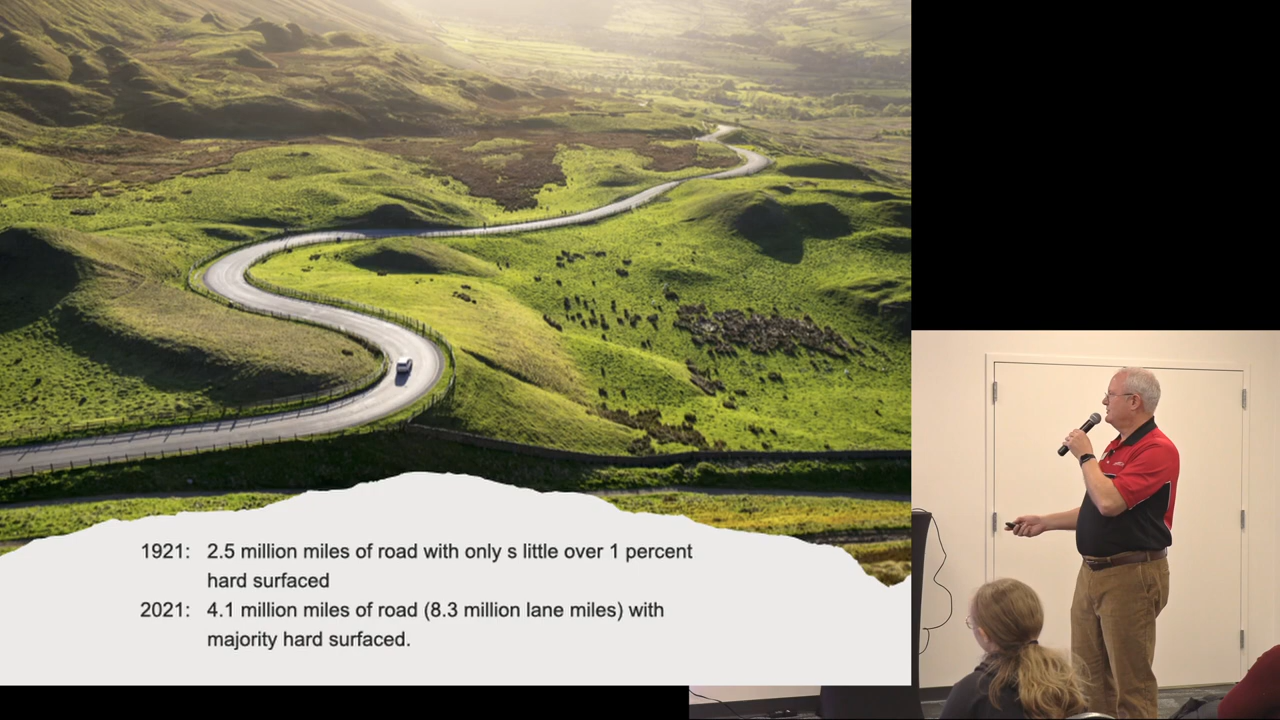 1921: 2.5 million miles of road with only s little over 1 percent
hard surfaced
2021: 4.1 million miles of road (8.3 million lane miles) with
majority hard surfaced.